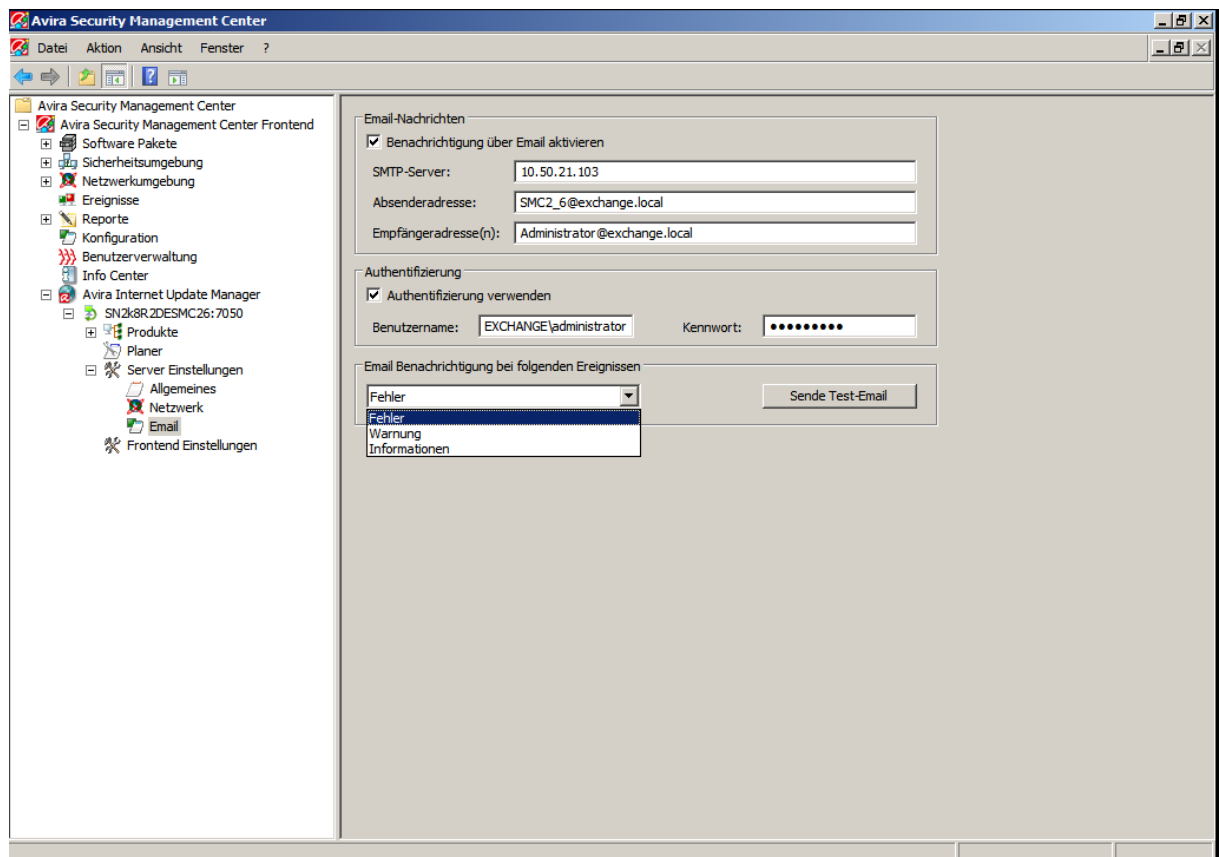 Avira Security Management Center
Datei Aktion Ansicht Fenster ?
Avira Security Management Center
Avira Security Management Center Frontend
Software Pakete
Sicherheitsumgebung
Netzwerkumgebung
Ereignisse
Reporte
Konfiguration
Benutzerverwaltung
Info Center
Avira Internet Update Manager
SN2k8R2DESMC26:7050
Produkte
Planer
Server Einstellungen
Allgemeines
Netzwerk
Email
Frontend Einstellungen
Email-Nachrichten
Benachrichtigung über Email aktivieren
SMTP-Server: 10.50.21.103
Absenderadresse: SMC2_6@exchange.local
Empfängeradresse(n): Administrator@exchange.local
Authentifizierung
Authentifizierung verwenden
Benutzername: EXCHANGE\administrator Kennwort: •••••••••
Email Benachrichtigung bei folgenden Ereignissen
Fehler Sende Test-Email
Fehler
Warnung
Informationen